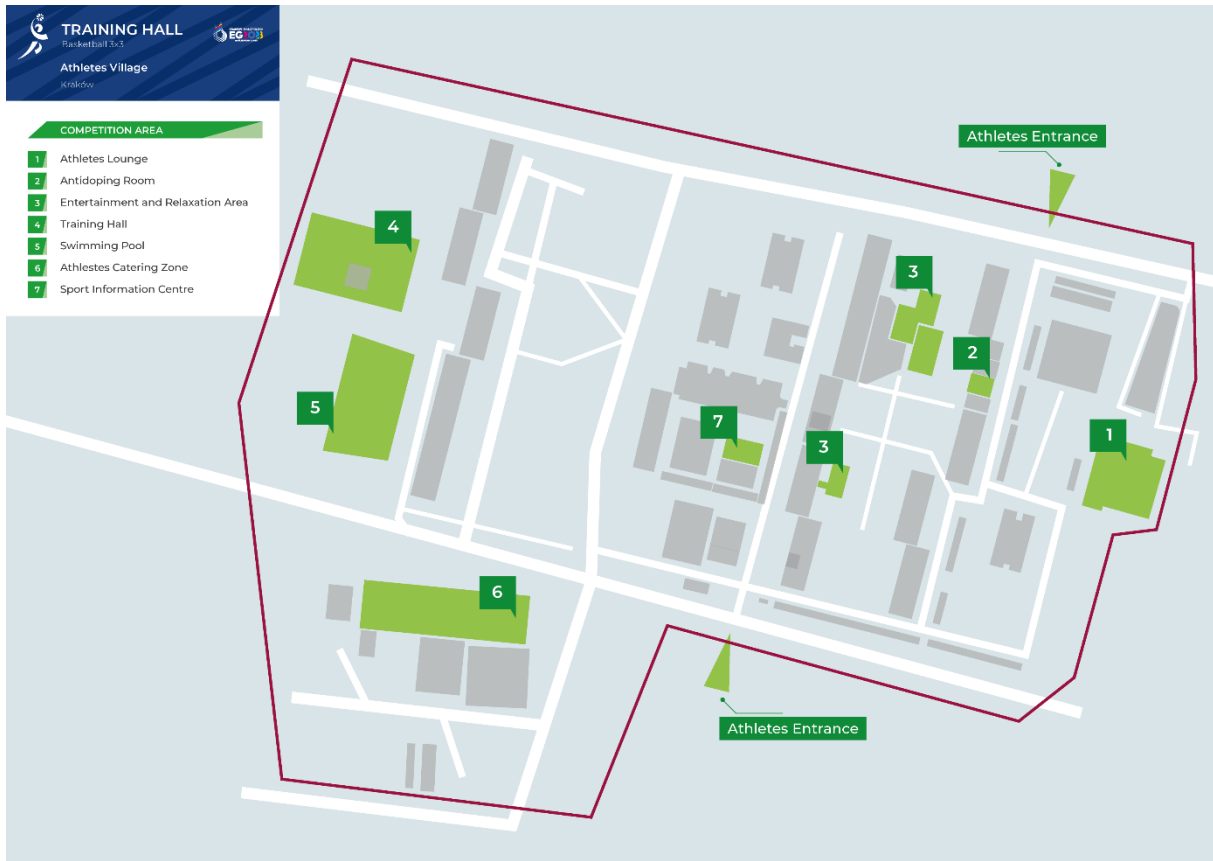 TRAINING HALL
Basketball 3x3
Athletes Village
Kraków
COMPETITION AREA
1 Athletes Lounge
2 Antidoping Room
3 Entertainment and Relaxation Area
4 Training Hall
5 Swimming Pool
6 Athlestes Catering Zone
7 Sport Information Centre
Athletes Entrance
4
3
2
5
7
3
1
6
Athletes Entrance